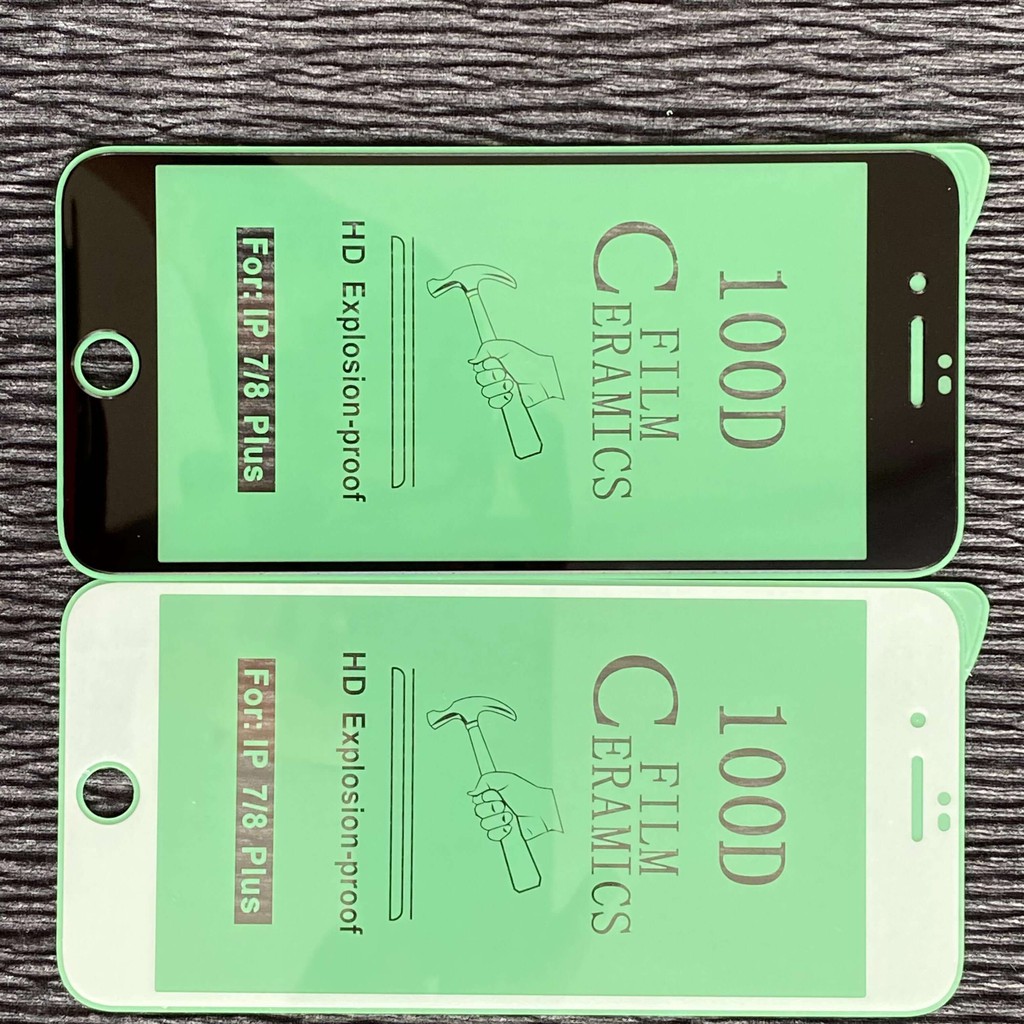 100D
CERAMICS
FILM
HD Explosion-proof
For: IP 7/8 Plus
100D
CERAMICS
FILM
HD Explosion-proof
For: IP 7/8 Plus